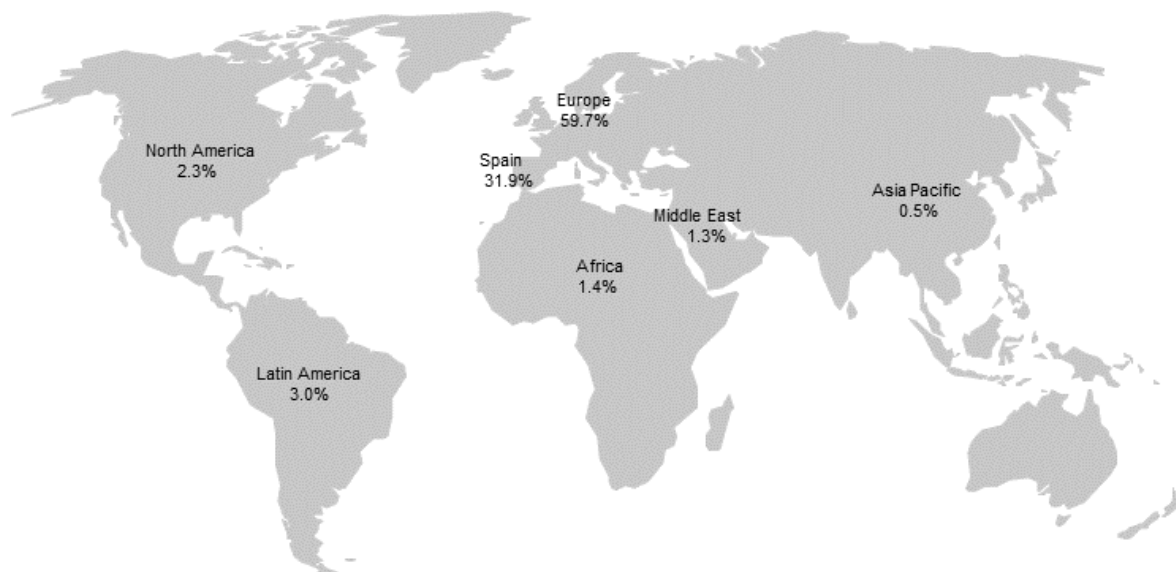 Europe
59.7%
North America
2.3%
Spain
31.9%
Asia Pacific
0.5%
Middle East
1.3%
Africa
1.4%
Latin America
3.0%